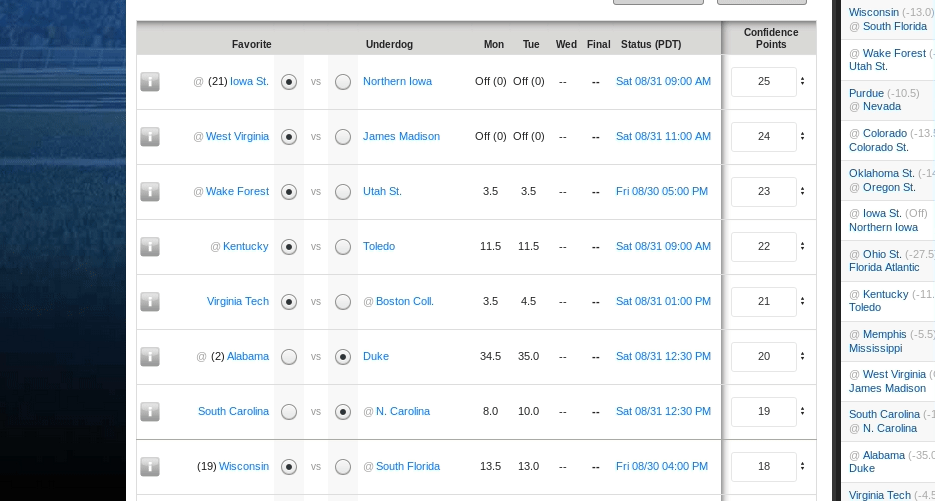 Favorite Underdog Mon Tue Wed Final Status (PDT) Confidence Points
@ (21) Iowa St. vs Northern Iowa Off (0) Off (0) -- -- Sat 08/31 09:00 AM 25
@ West Virginia vs James Madison Off (0) Off (0) -- -- Sat 08/31 11:00 AM 24
@ Wake Forest vs Utah St. 3.5 3.5 -- -- Fri 08/30 05:00 PM 23
@ Kentucky vs Toledo 11.5 11.5 -- -- Sat 08/31 09:00 AM 22
Virginia Tech vs @ Boston Coll. 3.5 4.5 -- -- Sat 08/31 01:00 PM 21
@ (2) Alabama vs Duke 34.5 35.0 -- -- Sat 08/31 12:30 PM 20
South Carolina vs @ N. Carolina 8.0 10.0 -- -- Sat 08/31 12:30 PM 19
(19) Wisconsin vs @ South Florida 13.5 13.0 -- -- Fri 08/30 04:00 PM 18
Wisconsin (-13.0)
@ South Florida
@ Wake Forest (-
Utah St.
Purdue (-10.5)
@ Nevada
@ Colorado (-13.
Colorado St.
Oklahoma St. (-14
@ Oregon St.
@ Iowa St. (Off)
Northern Iowa
@ Ohio St. (-27.5
Florida Atlantic
@ Kentucky (-11.
Toledo
@ Memphis (-5.5)
Mississippi
@ West Virginia (
James Madison
South Carolina (-1
@ N. Carolina
@ Alabama (-35.0
Duke
Virginia Tech (-4.5